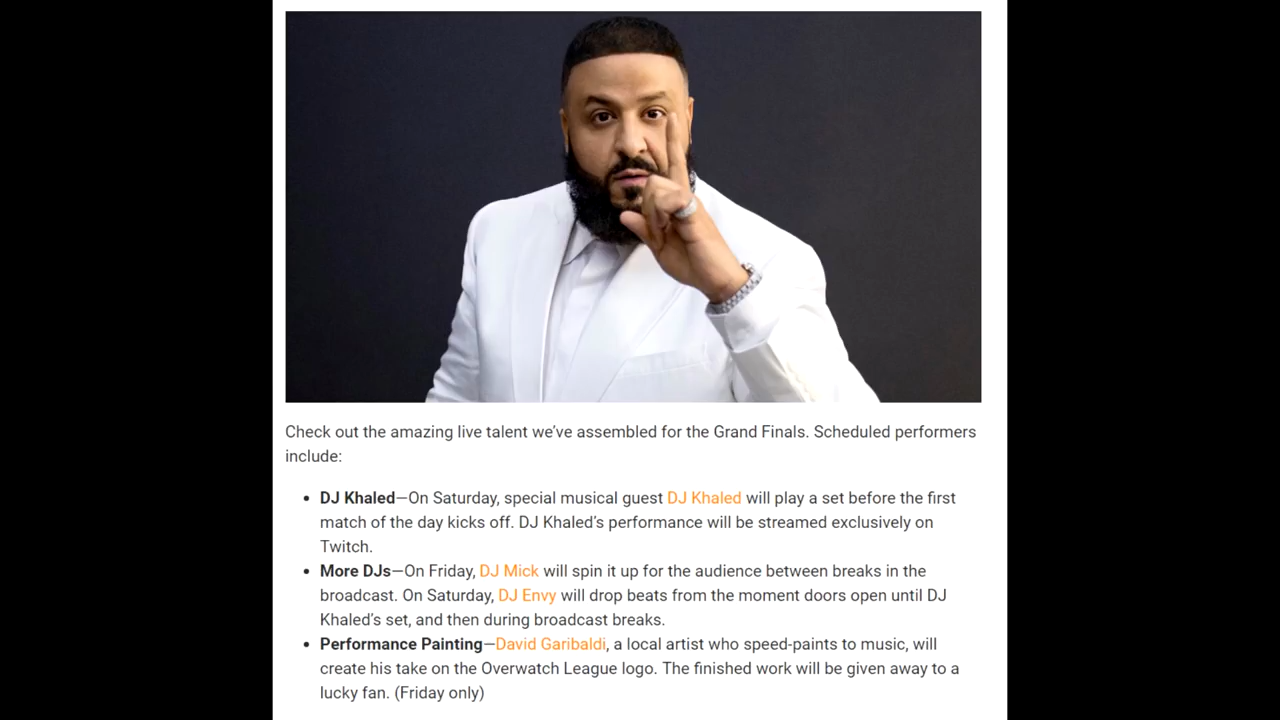 Check out the amazing live talent we’ve assembled for the Grand Finals. Scheduled performers
include:
• DJ Khaled—On Saturday, special musical guest DJ Khaled will play a set before the first
match of the day kicks off. DJ Khaled’s performance will be streamed exclusively on
Twitch.
• More DJs—On Friday, DJ Mick will spin it up for the audience between breaks in the
broadcast. On Saturday, DJ Envy will drop beats from the moment doors open until DJ
Khaled’s set, and then during broadcast breaks.
• Performance Painting—David Garibaldi, a local artist who speed-paints to music, will
create his take on the Overwatch League logo. The finished work will be given away to a
lucky fan. (Friday only)